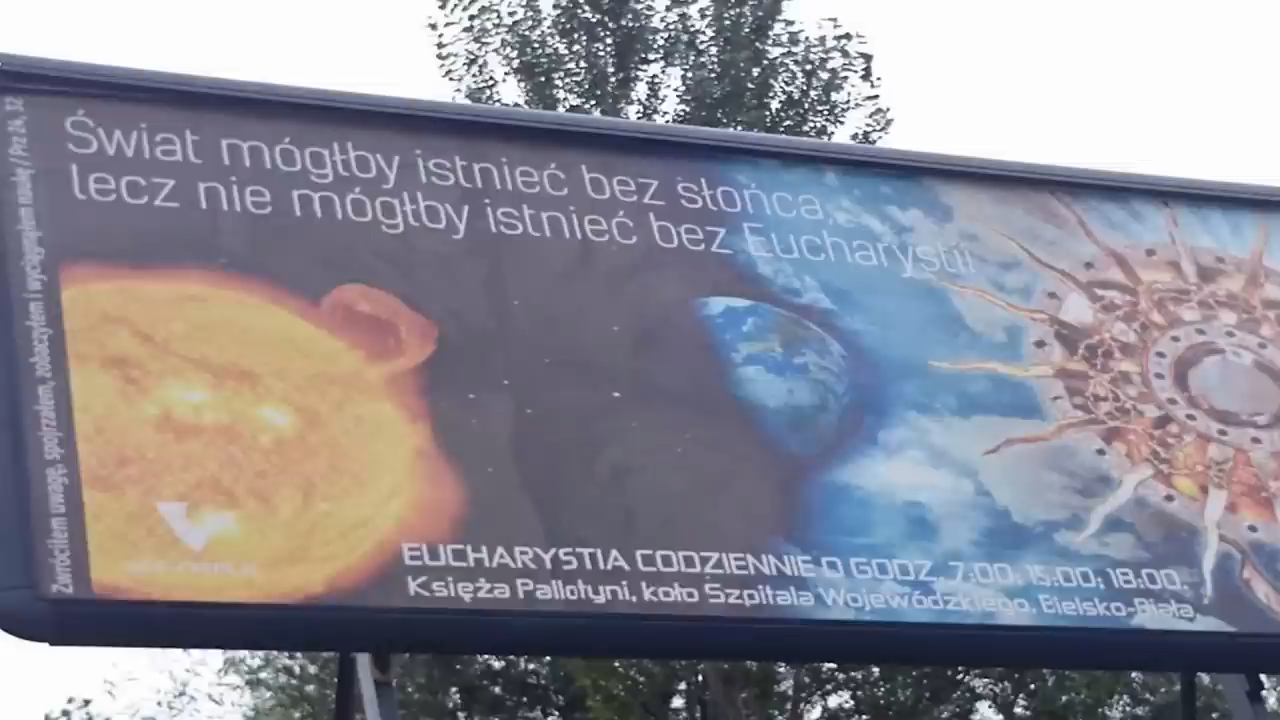 Świat mógłby istnieć bez słońca,
lecz nie mógłby istnieć bez Eucharystii
EUCHARYSTIA CODZIENNIE O GODZ. 7:00; 15:00; 18:00.
Księża Pallotyni, koło Szpitala Wojewódzkiego. Bielsko-Biała.
Zwróciłem uwagę, spojrzałem, zobaczyłem i wyciągnąłem naukę / Prz 24, 32